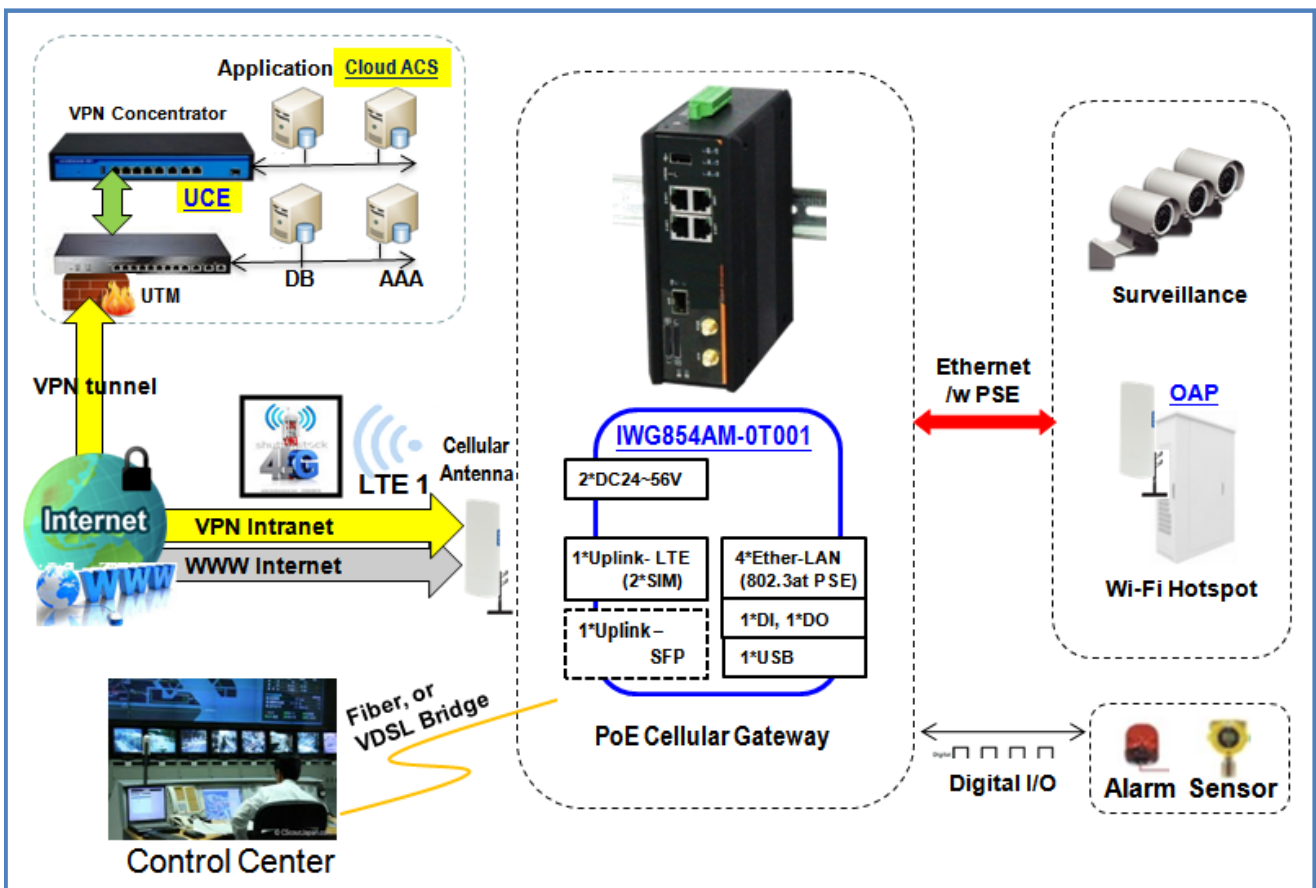 Application Cloud ACS
VPN Concentrator
UCE
DB
AAA
UTM
VPN tunnel
4G
LTE 1
Cellular
Antenna
Internet
VPN Intranet
WWW Internet
WWW
IWG854AM-0T001
2*DC24~56V
1*Uplink- LTE
(2*SIM)
4*Ether-LAN
(802.3at PSE)
1*DI, 1*DO
1*Uplink –
SFP
1*USB
PoE Cellular Gateway
Fiber, or
VDSL Bridge
Control Center
Ethernet
/w PSE
Surveillance
OAP
Wi-Fi Hotspot
Digital
Digital I/O
Alarm Sensor